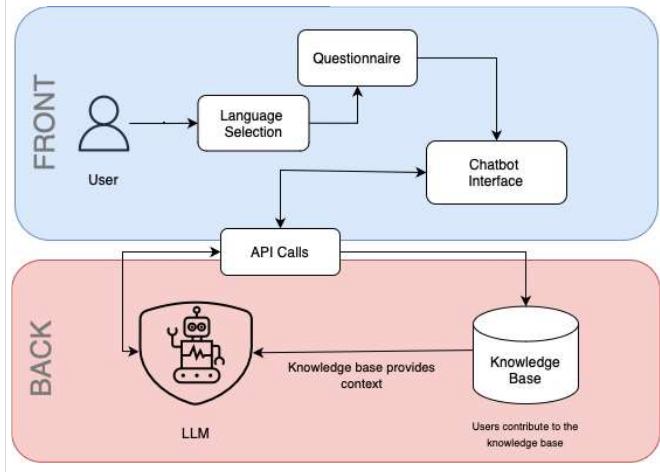 FRONT
Questionnaire
Language
Selection
User
Chatbot
Interface
API Calls
BACK
Knowledge base provides
context
Knowledge
Base
LLM
Users contribute to the
knowledge base